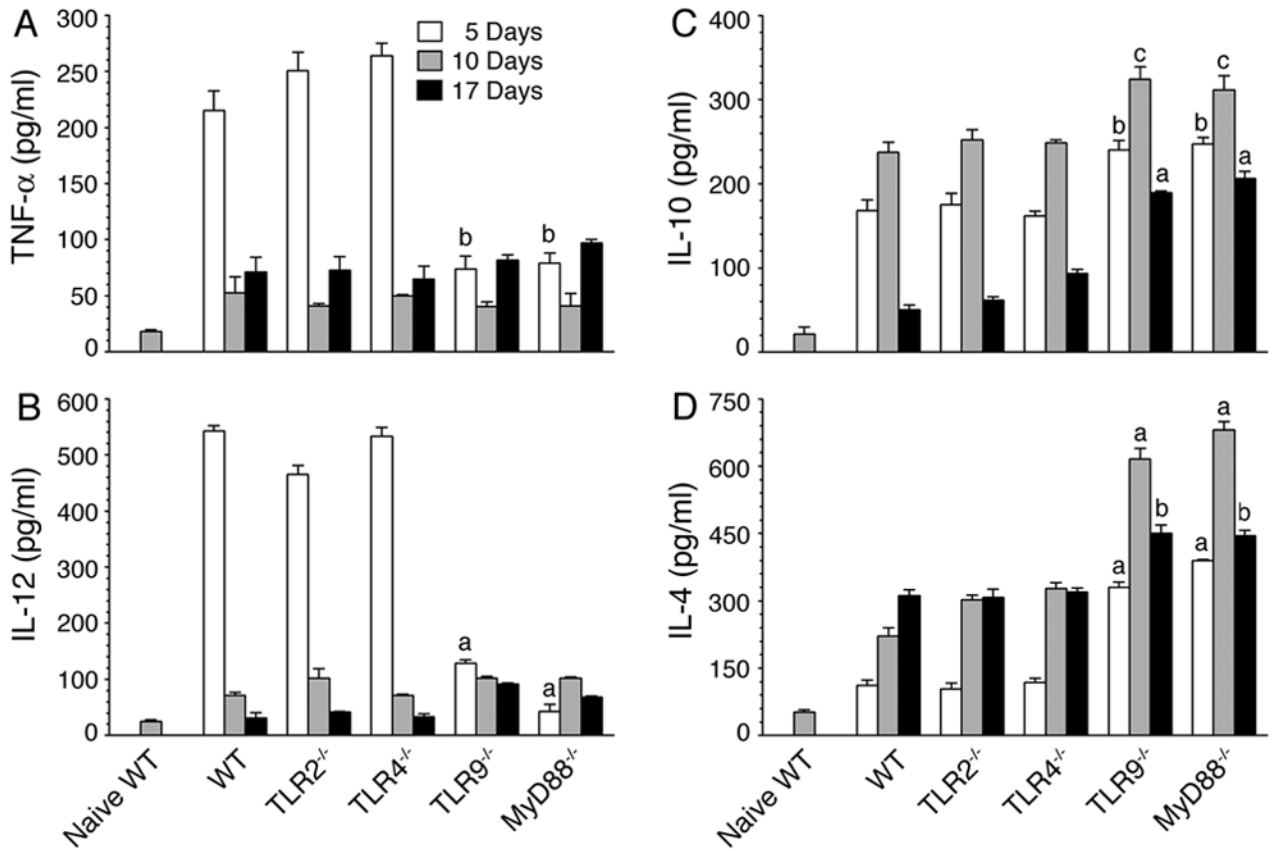 A
TNF-α (pg/ml)
300
250
200
150
100
50
0
5 Days
10 Days
17 Days
b
b
C
IL-10 (pg/ml)
400
300
200
100
0
b
c
a
b
c
a
B
IL-12 (pg/ml)
600
500
400
300
200
100
0
a
a
Naive WT
WT
TLR2-/-
TLR4-/-
TLR9-/-
MyD88-/-
D
IL-4 (pg/ml)
750
600
450
300
150
0
a
a
b
a
a
b
Naive WT
WT
TLR2-/-
TLR4-/-
TLR9-/-
MyD88-/-